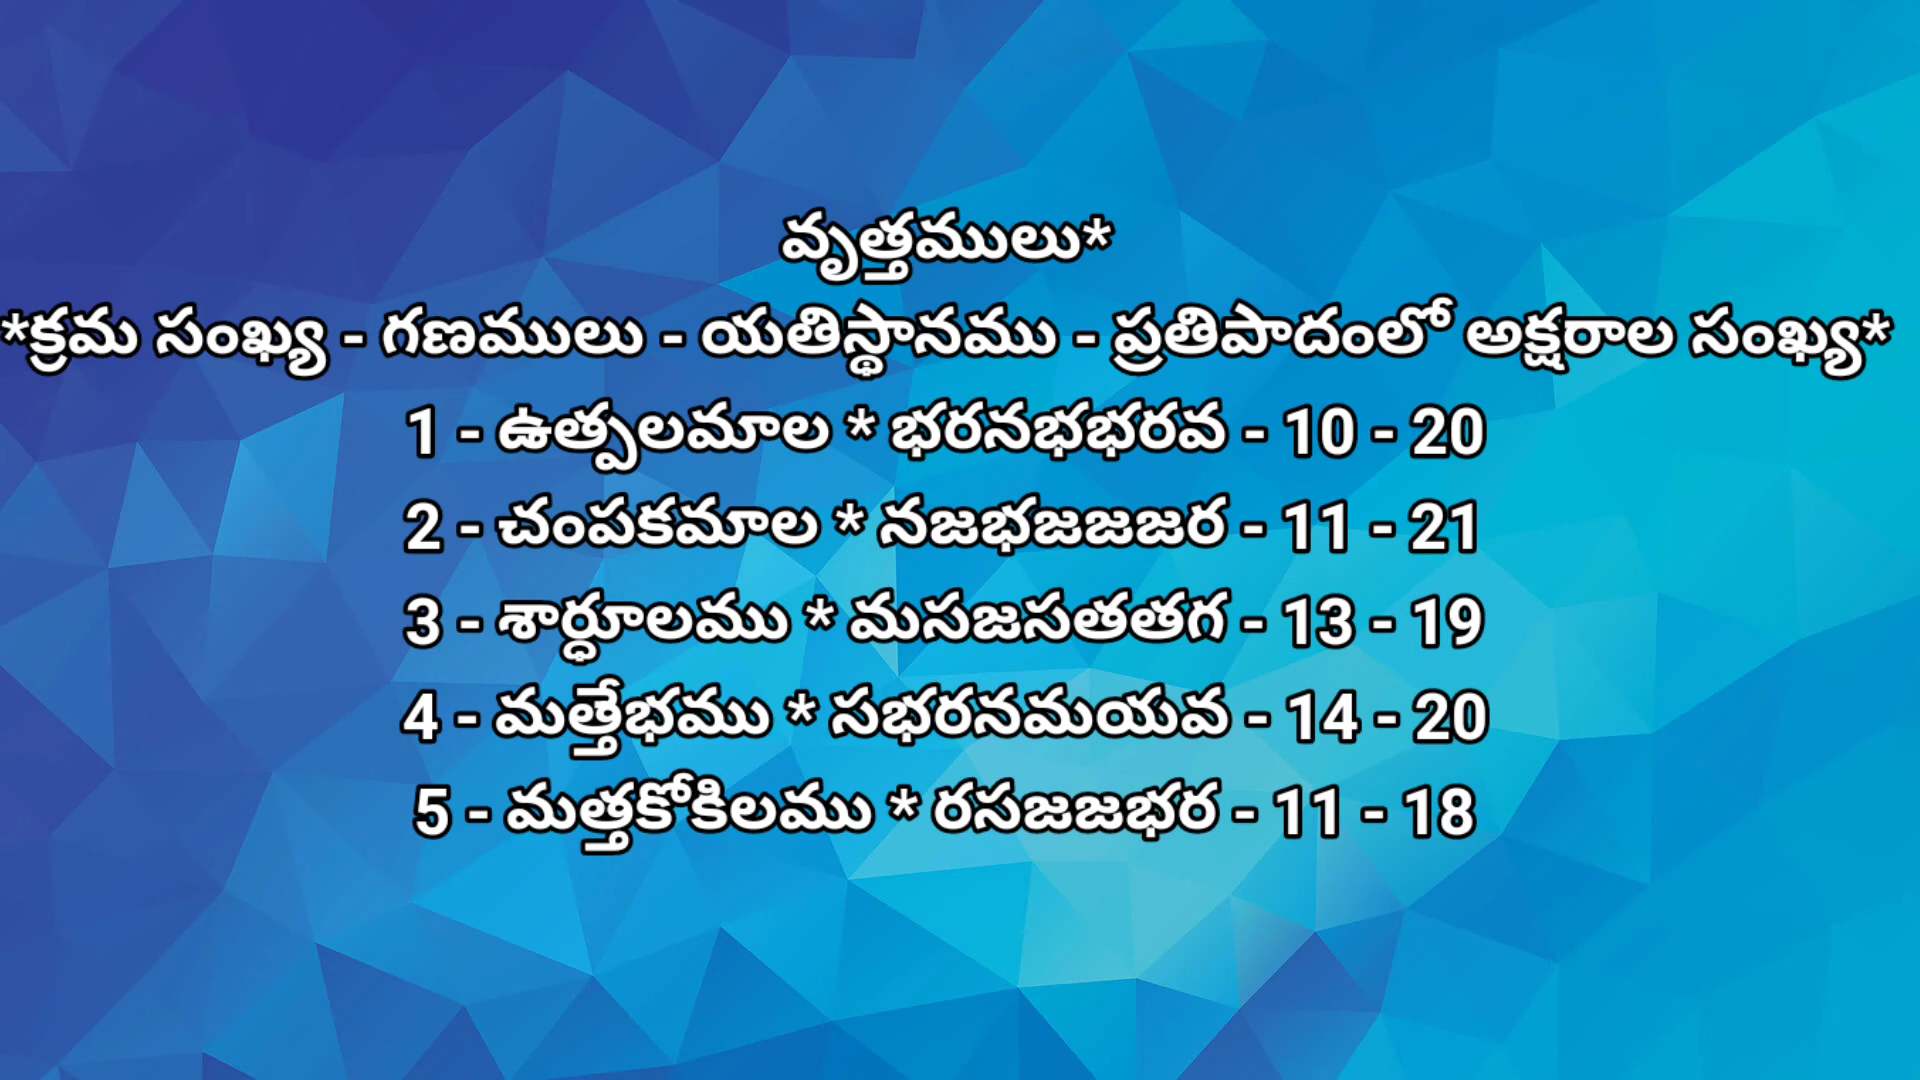 వృత్తములు*
*క్రమ సంఖ్య - గణములు - యతిస్థానము - ప్రతిపాదంలో అక్షరాల సంఖ్య*
1 - ఉత్పలమాల * భరనభభరవ - 10 - 20
2 - చంపకమాల * నజభజజజర - 11 - 21
3 - శార్ధూలము * మసజసతతగ - 13 - 19
4 - మత్తేభము * సభరనమయవ - 14 - 20
5 - మత్తకోకిలము * రసజజభర - 11 - 18